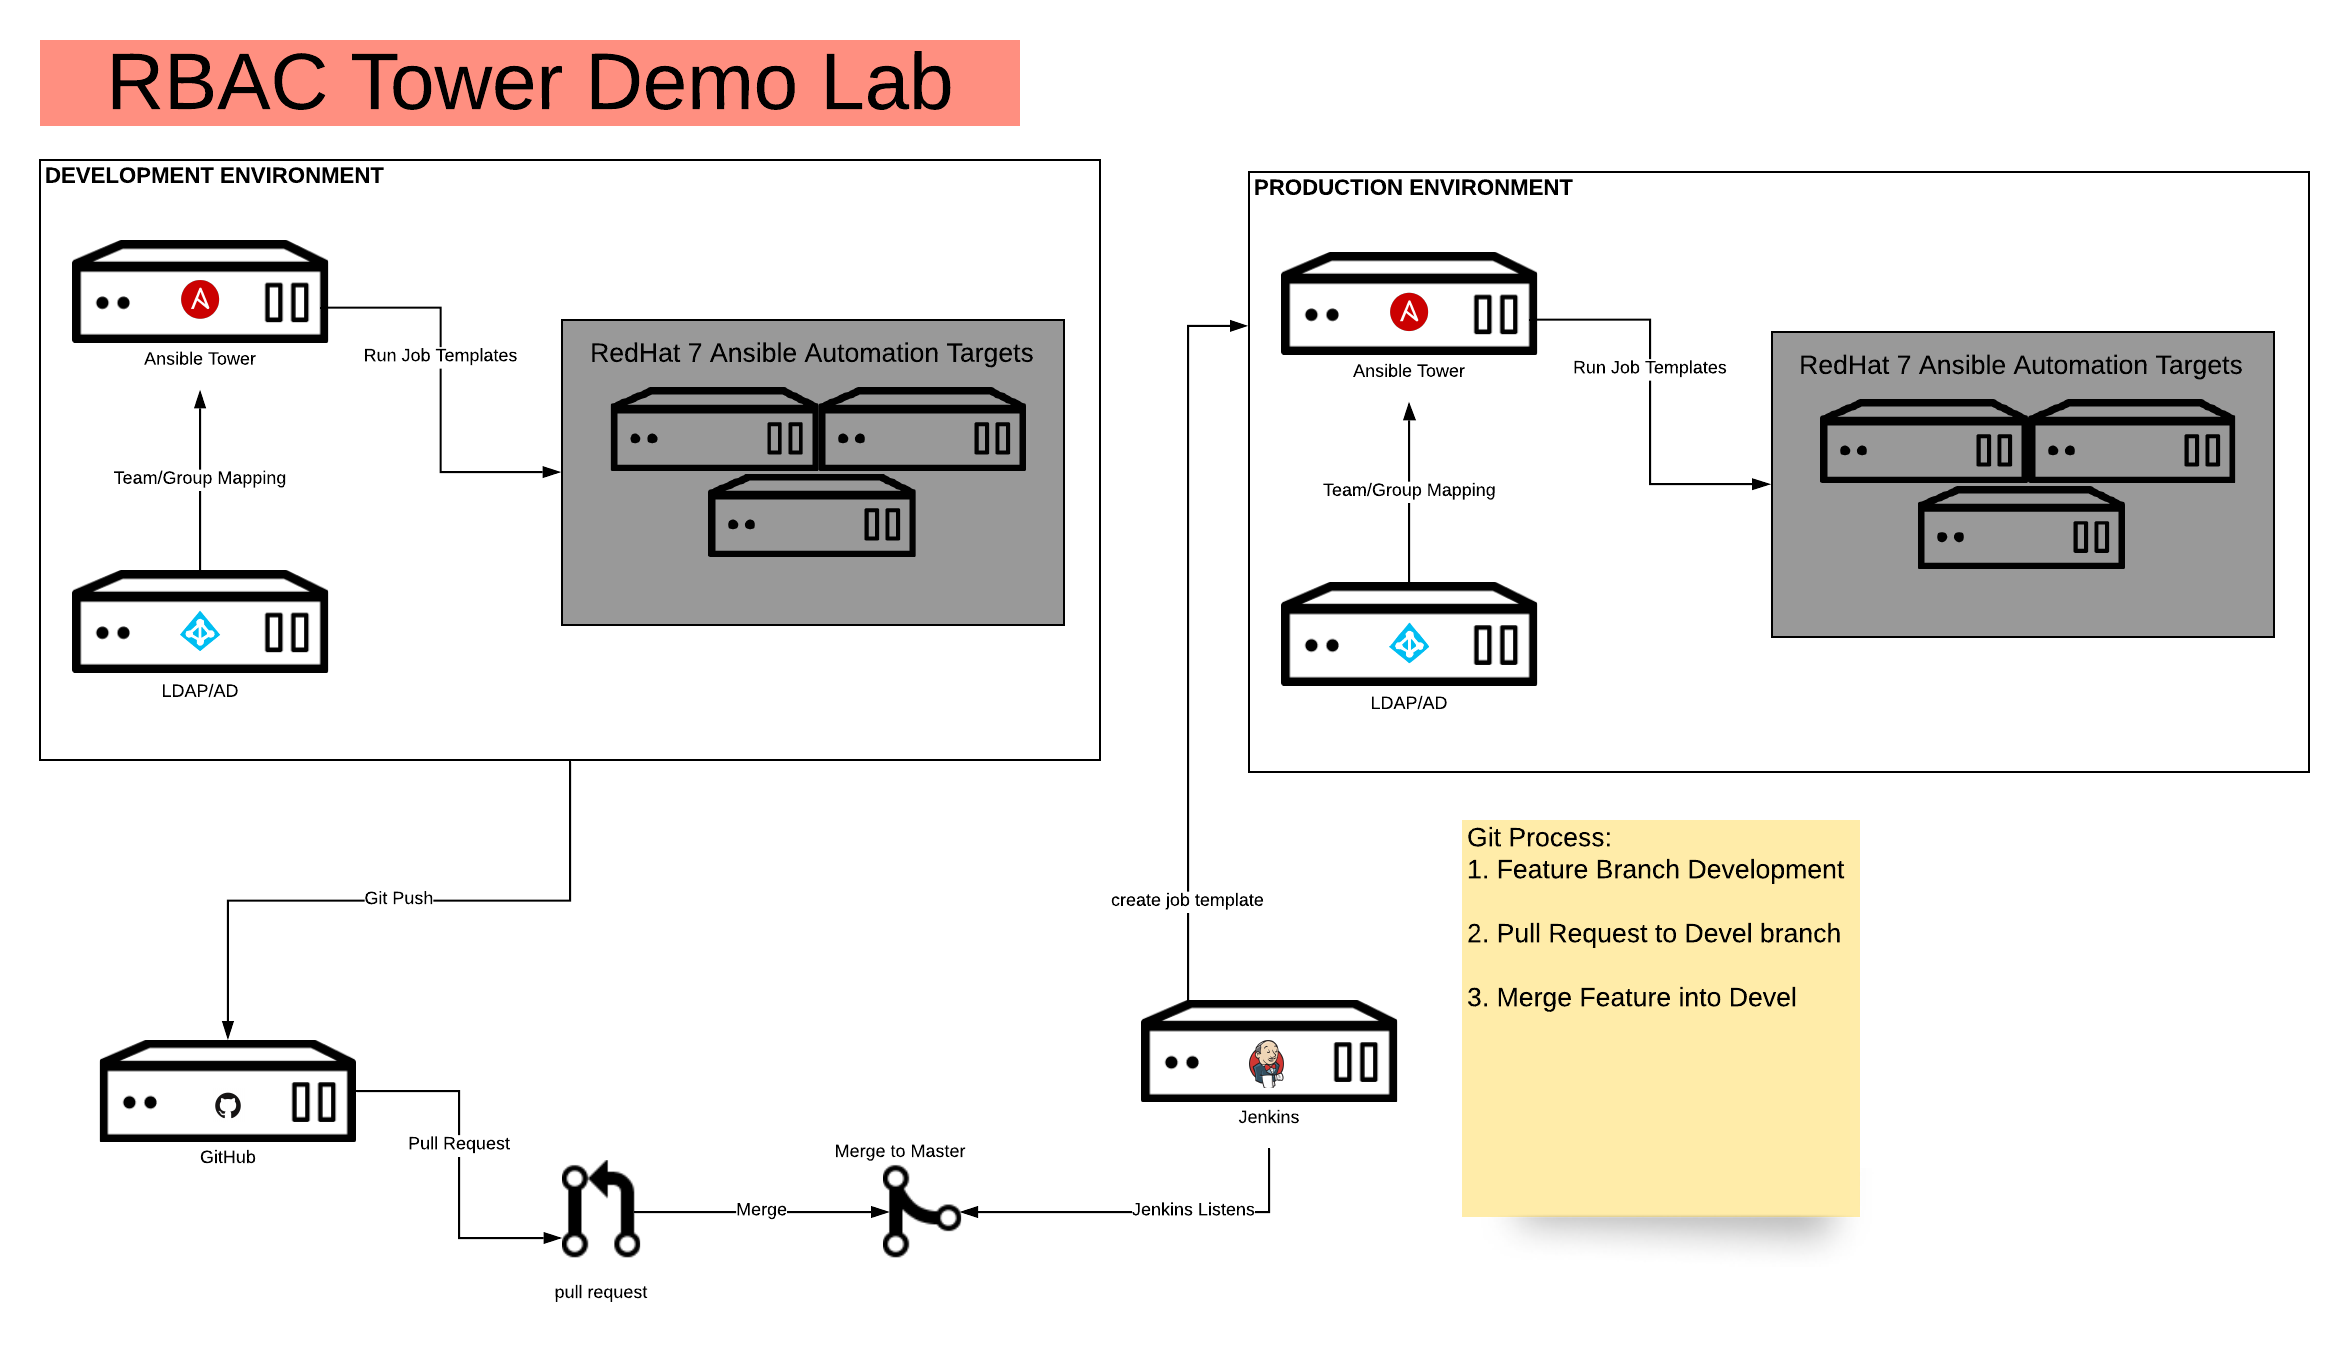 RBAC Tower Demo Lab
DEVELOPMENT ENVIRONMENT
Ansible Tower
Run Job Templates
RedHat 7 Ansible Automation Targets
Team/Group Mapping
LDAP/AD
PRODUCTION ENVIRONMENT
Ansible Tower
Run Job Templates
RedHat 7 Ansible Automation Targets
Team/Group Mapping
LDAP/AD
Git Push
GitHub
Pull Request
pull request
Merge
Merge to Master
Jenkins Listens
Jenkins
create job template
Git Process:
1. Feature Branch Development
2. Pull Request to Devel branch
3. Merge Feature into Devel